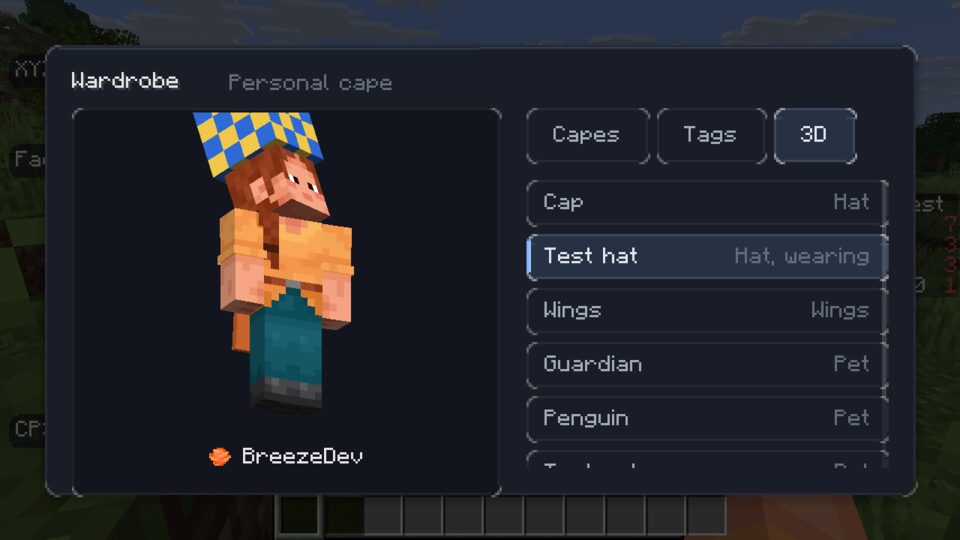 Wardrobe Personal cape
XYZ
Capes Tags 3D
Cap Hat
Test hat Hat, wearing
Wings Wings
Guardian Pet
Penguin Pet
BreezeDev